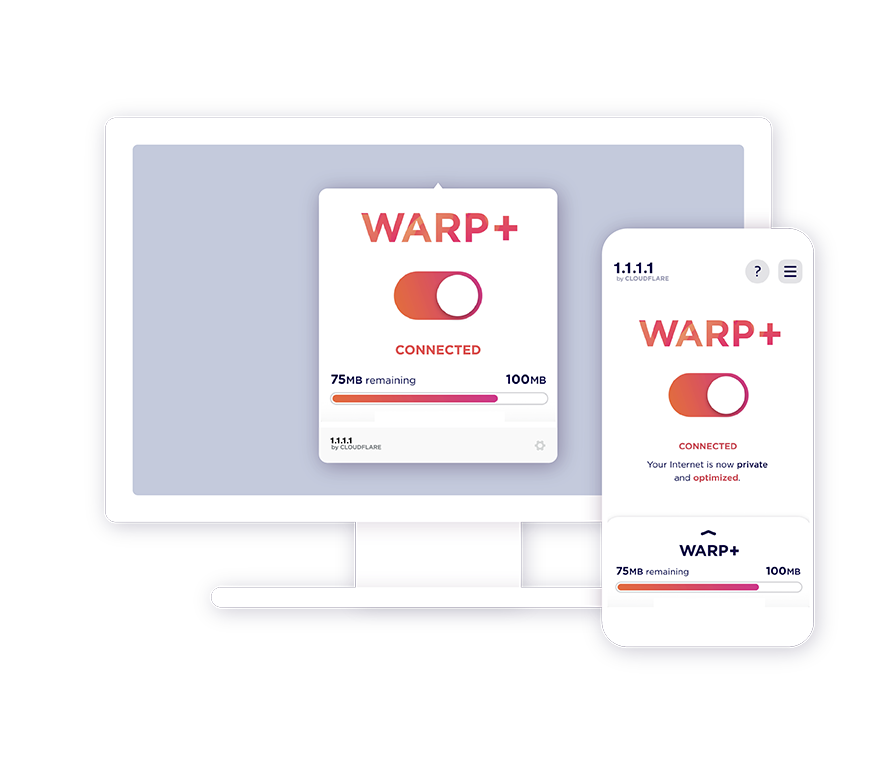 WARP+
CONNECTED
75MB remaining 100MB
1.1.1.1
by CLOUDFLARE
1.1.1.1
by CLOUDFLARE
?
WARP+
CONNECTED
Your Internet is now private
and optimized.
WARP+
75MB remaining 100MB